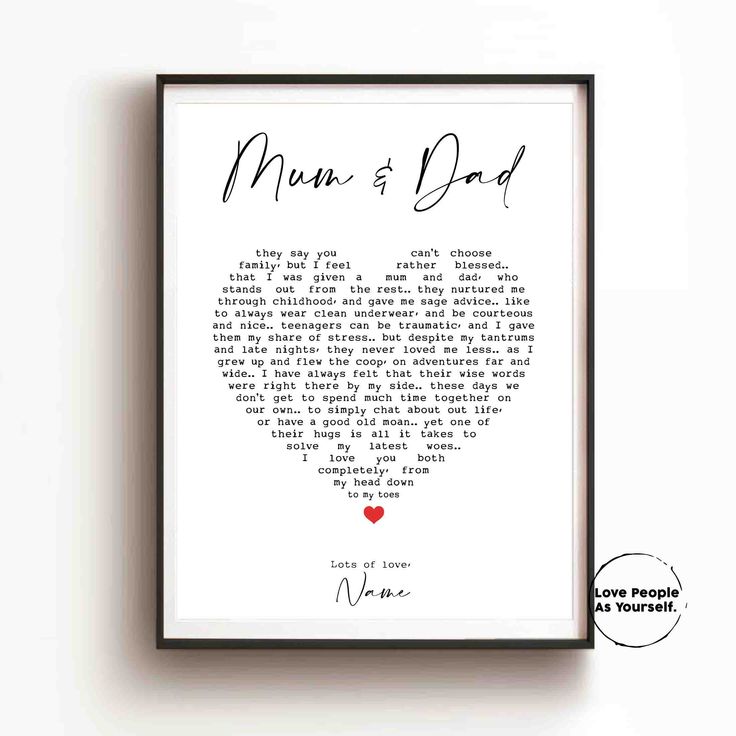 Mum & Dad
they say you can't choose
family, but I feel rather blessed..
that I was given a mum and dad, who
stands out from the rest.. they nurtured me
through childhood, and gave me sage advice.. like
to always wear clean underwear, and be courteous
and nice.. teenagers can be traumatic, and I gave
them my share of stress.. but despite my tantrums
and late nights, they never loved me less.. as I
grew up and flew the coop, on adventures far and
wide.. I have always felt that their wise words
were right there by my side.. these days we
don't get to spend much time together on
our own.. to simply chat about out life,
or have a good old moan.. yet one of
their hugs is all it takes to
solve my latest woes..
I love you both
completely, from
my head down
to my toes
Lots of love,
Name
Love People
As Yourself.